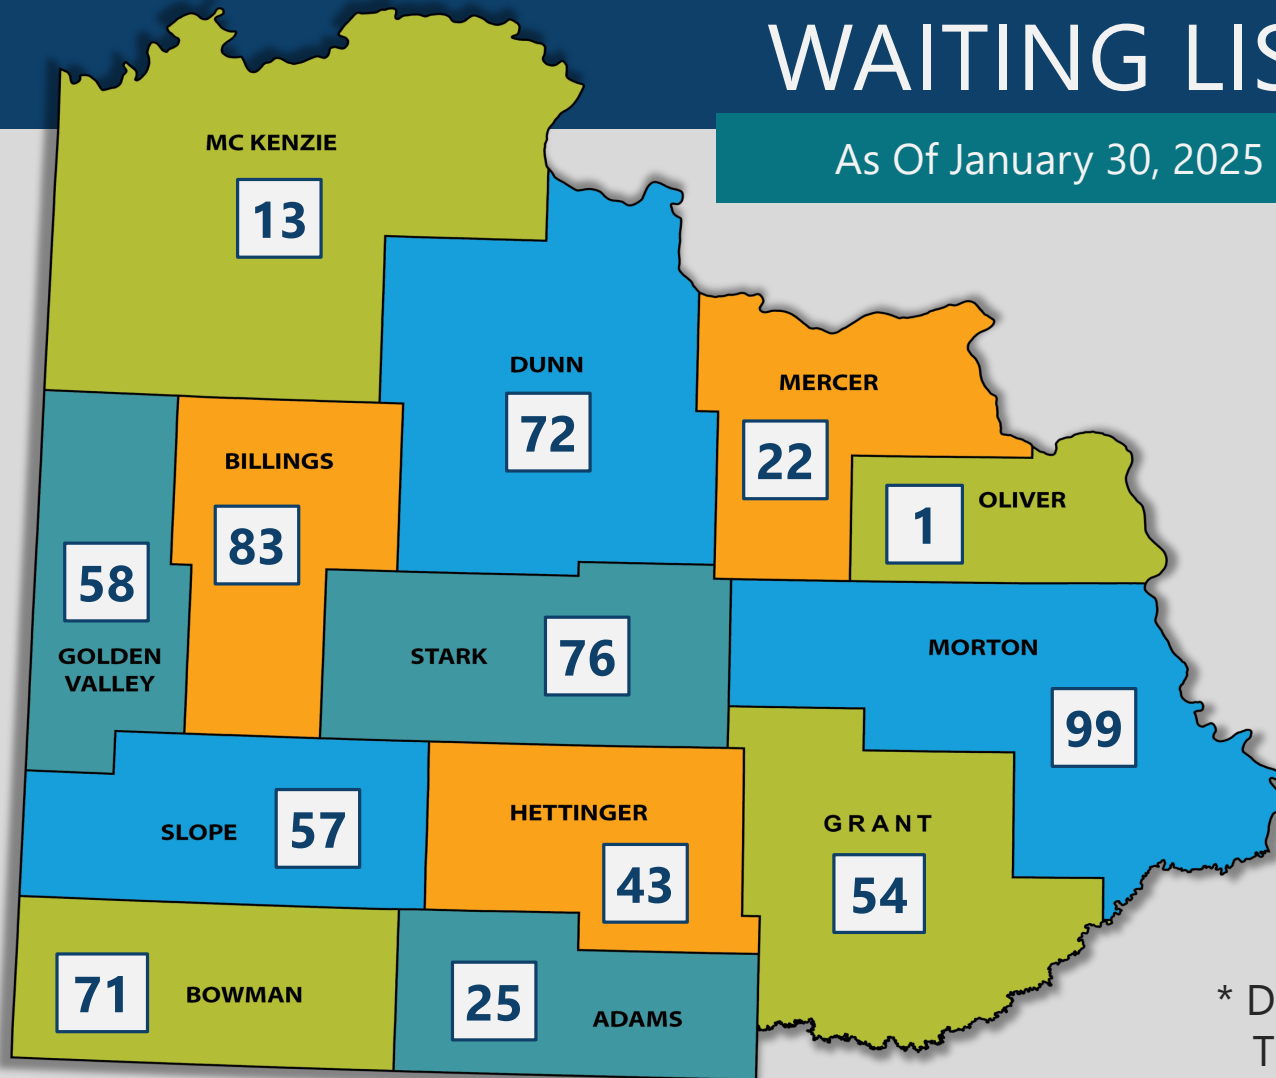 WAITING LIS
As Of January 30, 2025
MC KENZIE
13
DUNN
72
MERCER
22
OLIVER
1
BILLINGS
83
58
GOLDEN
VALLEY
STARK
76
MORTON
99
SLOPE
57
HETTINGER
43
GRANT
54
71
BOWMAN
25
ADAMS
* D
T